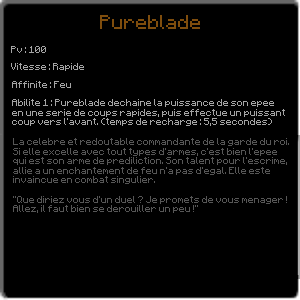 Pureblade
Pv : 100
Vitesse : Rapide
Affinite : Feu
Abilite 1 : Pureblade dechaine la puissance de son epee
en une serie de coups rapides, puis effectue un puissant
coup vers l'avant. (temps de recharge : 5,5 secondes)
La celebre et redoutable commandante de la garde du roi.
Si elle excelle avec tout types d'armes, c'est bien l'epee
qui est son arme de prediction. Son talent pour l'escrime,
allie a un enchantement de feu n'a pas d'egal. Elle este
invaincue en combat singulier.
"Que diriez vous d'un duel ? Je promets de vous menager !
Allez, il faut bien se derouiller un peu !"